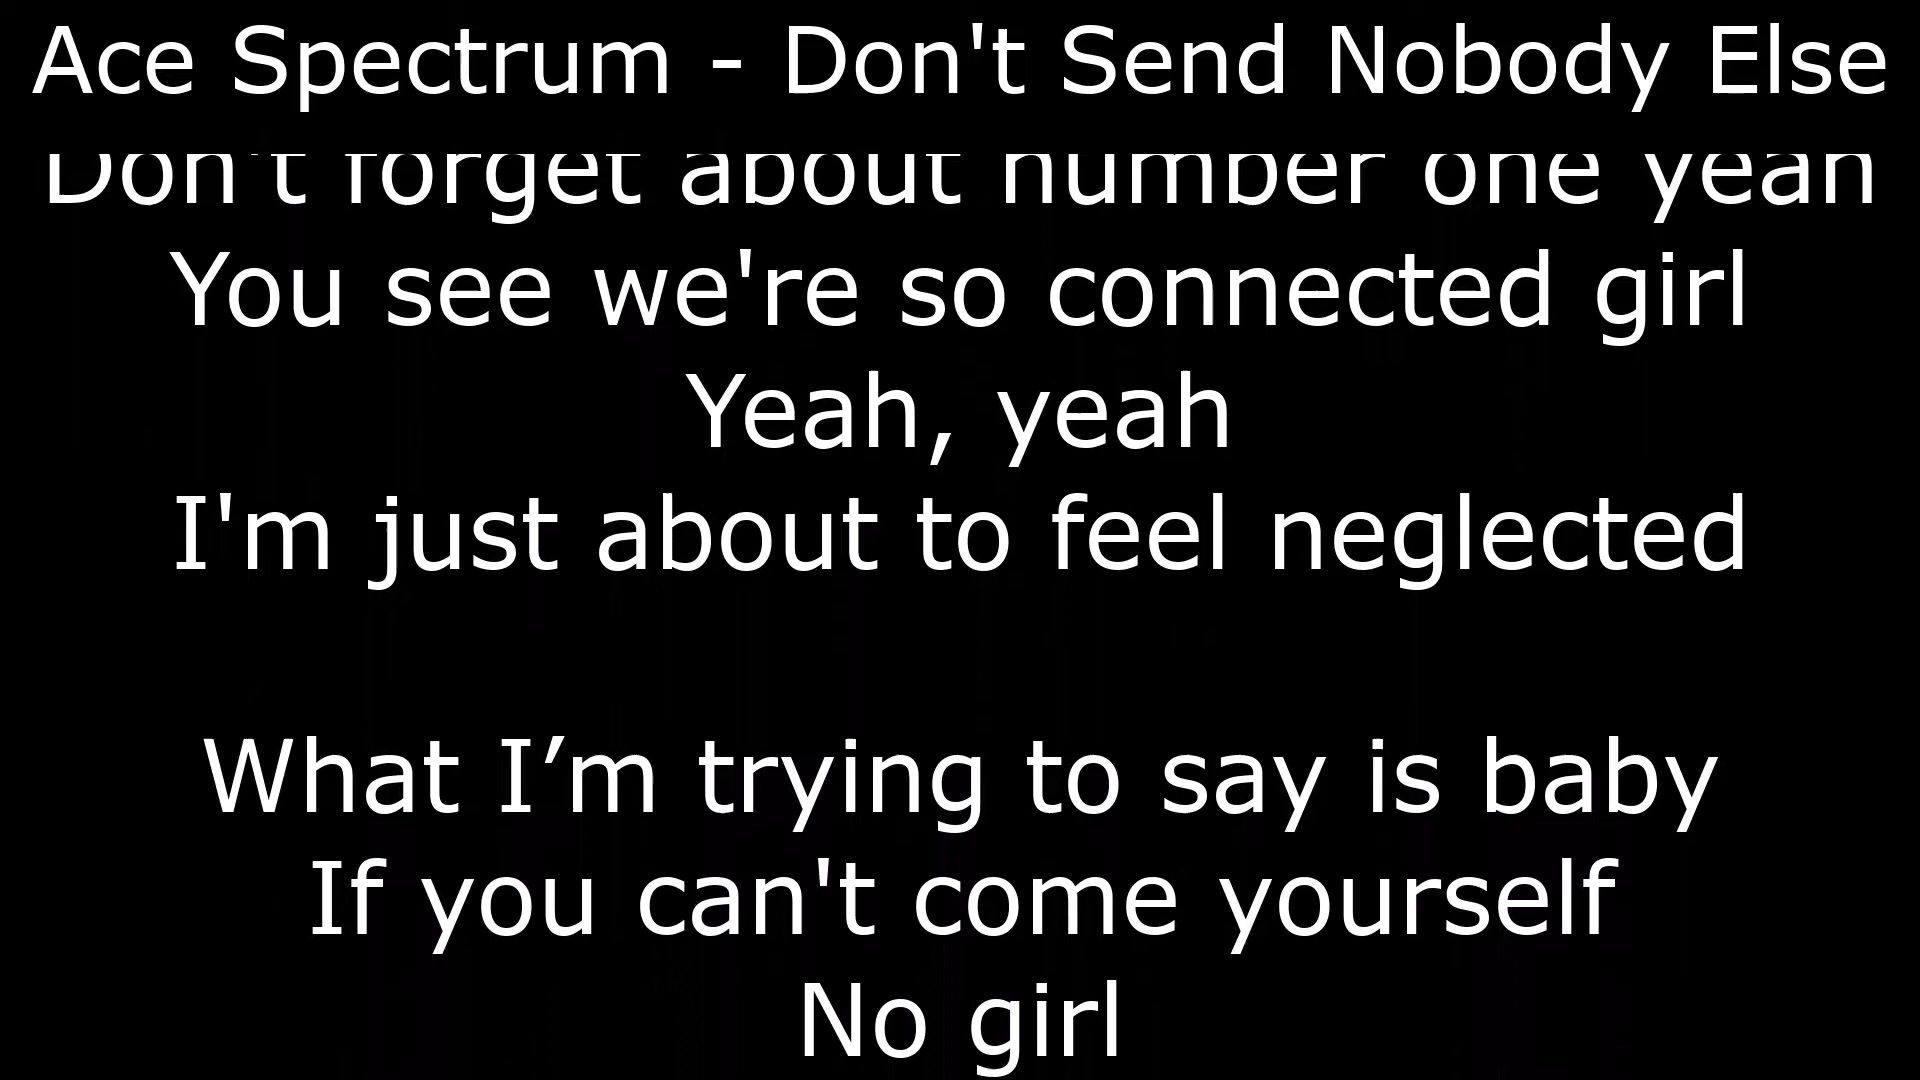 Ace Spectrum - Don't Send Nobody Else
Don't forget about number one yeah
You see we're so connected girl
Yeah, yeah
I'm just about to feel neglected
What I’m trying to say is baby
If you can't come yourself
No girl